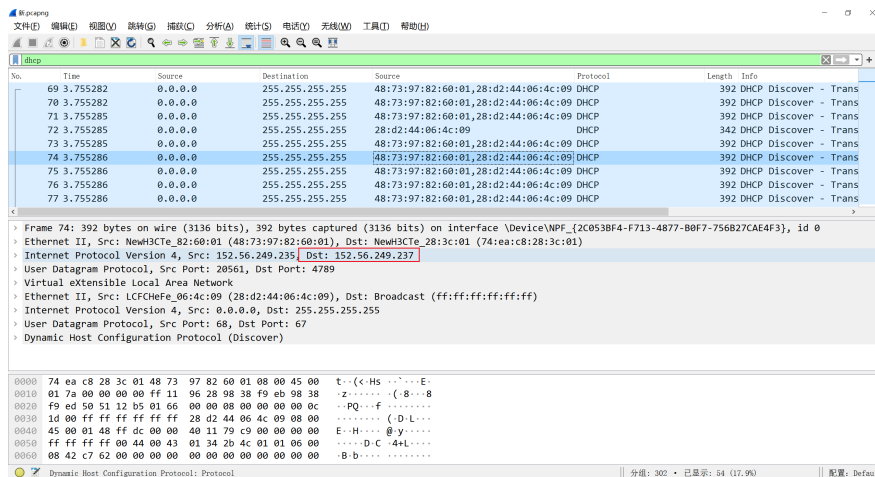 新.pcapng
文件(F) 编辑(E) 视图(V) 跳转(G) 捕获(C) 分析(A) 统计(S) 电话(Y) 无线(W) 工具(T) 帮助(H)
dhcp
No. Time Source Destination Source Protocol Length Info
69 3.755282 0.0.0.0 255.255.255.255 48:73:97:82:60:01,28:d2:44:06:4c:09 DHCP 392 DHCP Discover - Trans
70 3.755282 0.0.0.0 255.255.255.255 48:73:97:82:60:01,28:d2:44:06:4c:09 DHCP 392 DHCP Discover - Trans
71 3.755285 0.0.0.0 255.255.255.255 48:73:97:82:60:01,28:d2:44:06:4c:09 DHCP 392 DHCP Discover - Trans
72 3.755285 0.0.0.0 255.255.255.255 28:d2:44:06:4c:09 DHCP 342 DHCP Discover - Trans
73 3.755285 0.0.0.0 255.255.255.255 48:73:97:82:60:01,28:d2:44:06:4c:09 DHCP 392 DHCP Discover - Trans
74 3.755286 0.0.0.0 255.255.255.255 48:73:97:82:60:01,28:d2:44:06:4c:09 DHCP 392 DHCP Discover - Trans
75 3.755286 0.0.0.0 255.255.255.255 48:73:97:82:60:01,28:d2:44:06:4c:09 DHCP 392 DHCP Discover - Trans
76 3.755286 0.0.0.0 255.255.255.255 48:73:97:82:60:01,28:d2:44:06:4c:09 DHCP 392 DHCP Discover - Trans
77 3.755286 0.0.0.0 255.255.255.255 48:73:97:82:60:01,28:d2:44:06:4c:09 DHCP 392 DHCP Discover - Trans
Frame 74: 392 bytes on wire (3136 bits), 392 bytes captured (3136 bits) on interface \Device\NPF_{2C053BF4-F713-4877-B0F7-756B27CAE4F3}, id 0
Ethernet II, Src: NewH3CTe_82:60:01 (48:73:97:82:60:01), Dst: NewH3CTe_28:3c:01 (74:ea:c8:28:3c:01)
Internet Protocol Version 4, Src: 152.56.249.235, Dst: 152.56.249.237
User Datagram Protocol, Src Port: 20561, Dst Port: 4789
Virtual eXtensible Local Area Network
Ethernet II, Src: LCFCHeFe_06:4c:09 (28:d2:44:06:4c:09), Dst: Broadcast (ff:ff:ff:ff:ff:ff)
Internet Protocol Version 4, Src: 0.0.0.0, Dst: 255.255.255.255
User Datagram Protocol, Src Port: 68, Dst Port: 67
Dynamic Host Configuration Protocol (Discover)
0000 74 ea c8 28 3c 01 48 73 97 82 60 01 08 00 45 00 t··(<·Hs ··`···E·
0010 01 7a 00 00 00 00 ff 11 96 28 98 38 f9 eb 98 38 ·z······ ·(·8···8
0020 f9 ed 50 51 12 b5 01 66 00 00 08 00 00 00 00 0c ··PQ···f ········
0030 1d 00 ff ff ff ff ff ff 28 d2 44 06 4c 09 08 00 ········ (·D·L···
0040 45 00 01 48 ff dc 00 00 40 11 79 c9 00 00 00 00 E··H···· @·y·····
0050 ff ff ff ff 00 44 00 43 01 34 2b 4c 01 01 06 00 ·····D·C ·4+L····
0060 08 42 c7 62 00 00 00 00 00 00 00 00 00 00 00 00 ·B·b···· ········
Dynamic Host Configuration Protocol: Protocol 分组: 302 · 已显示: 54 (17.9%) 配置: Defau